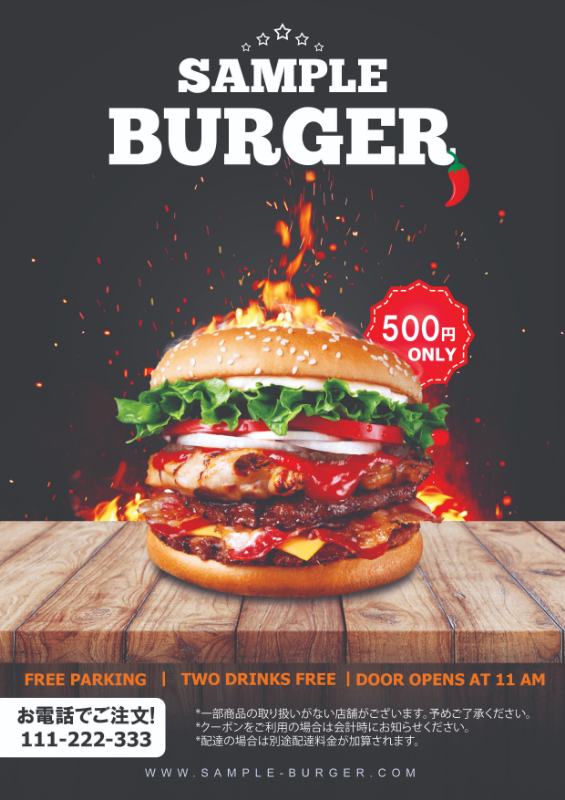 SAMPLE
BURGER
500円
ONLY
FREE PARKING | TWO DRINKS FREE | DOOR OPENS AT 11 AM
お電話でご注文!
111-222-333
*一部商品の取り扱いがない店舗がございます。予めご了承ください。
*クーポンをご利用の場合は会計時にお知らせください。
*配達の場合は別途配達料金が加算されます。
WWW.SAMPLE-BURGER.COM